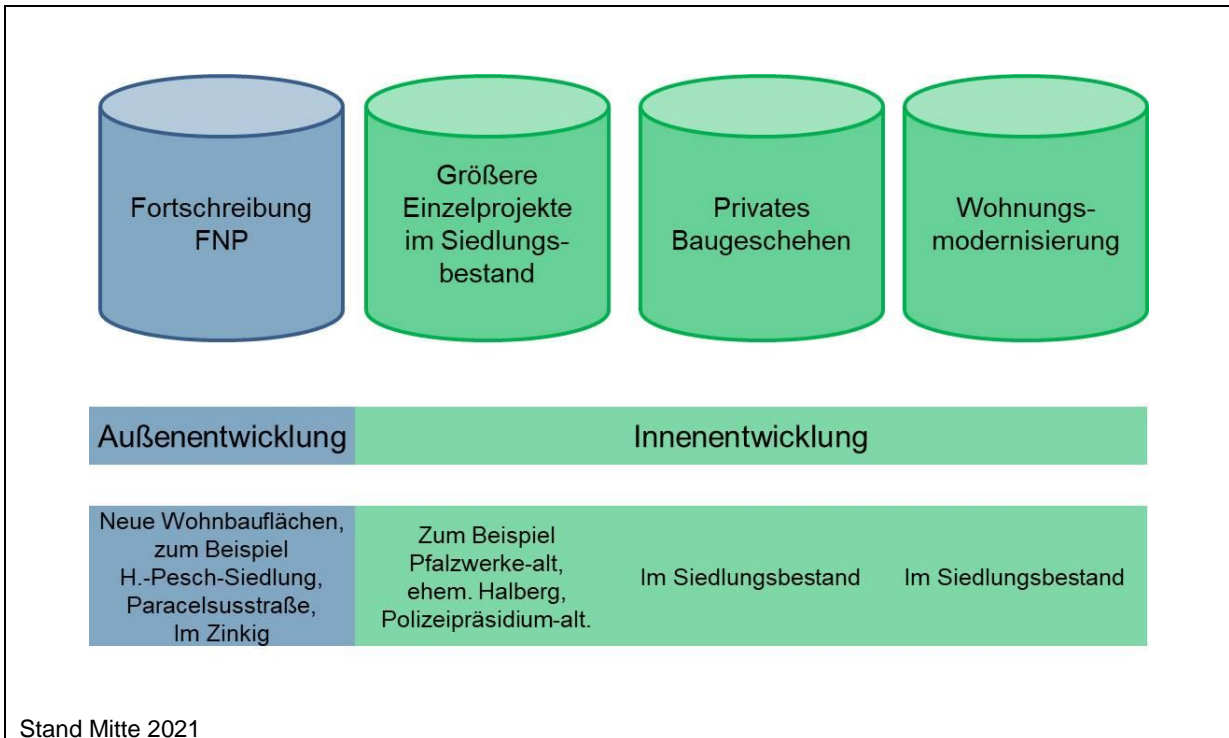 Fortschreibung
FNP
Größere
Einzelprojekte
im Siedlungs-
bestand
Privates
Baugeschehen
Wohnungs-
modernisierung
Außenentwicklung
Innenentwicklung
Neue Wohnbauflächen,
zum Beispiel
H.-Pesch-Siedlung,
Paracelsusstraße,
Im Zinkig
Zum Beispiel
Pfalzwerke-alt,
ehem. Halberg,
Polizeipräsidium-alt.
Im Siedlungsbestand
Im Siedlungsbestand
Stand Mitte 2021